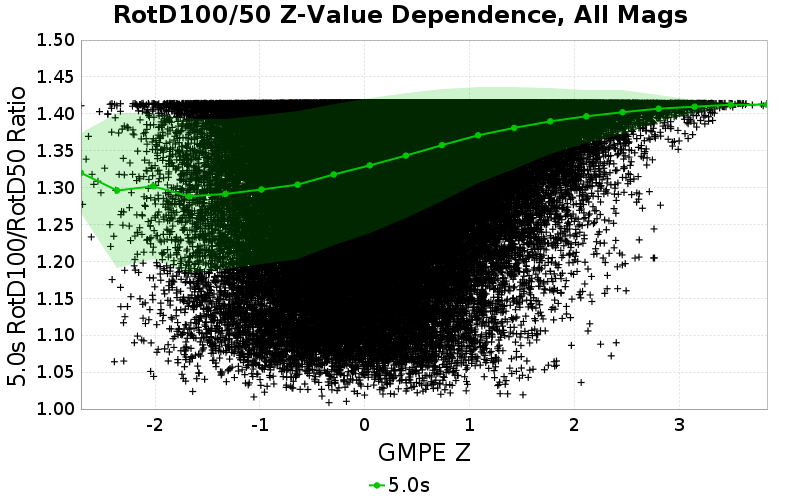 RotD100/50 Z-Value Dependence, All Mags
5.0s RotD100/RotD50 Ratio
1.50
1.45
1.40
1.35
1.30
1.25
1.20
1.15
1.10
1.05
1.00
-2 -1 0 1 2 3
GMPE Z
5.0s